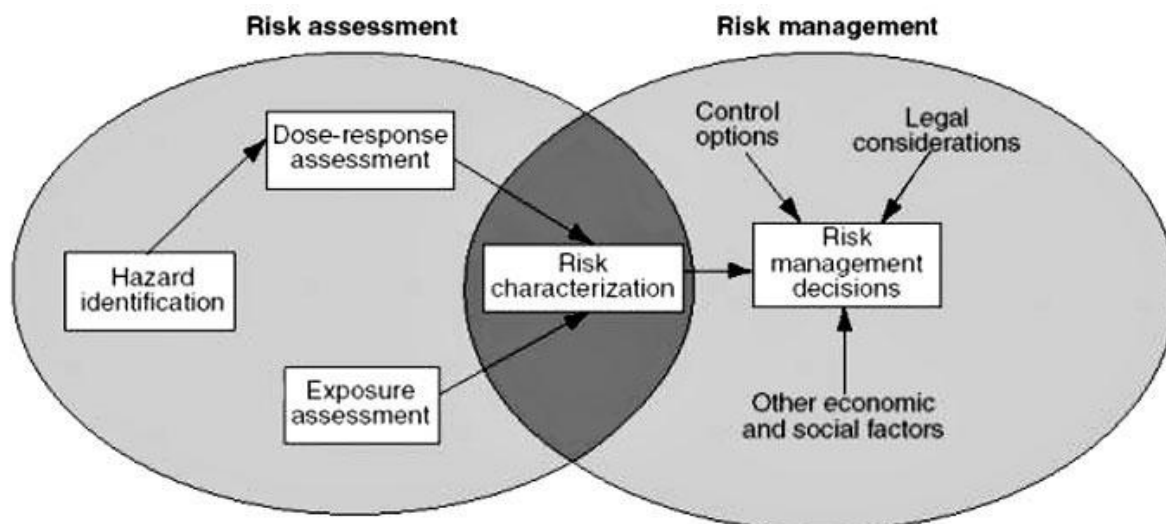 Risk assessment
Risk management
Dose-response
assessment
Control
options
Legal
considerations
Hazard
identification
Risk
characterization
Risk
management
decisions
Exposure
assessment
Other economic
and social factors